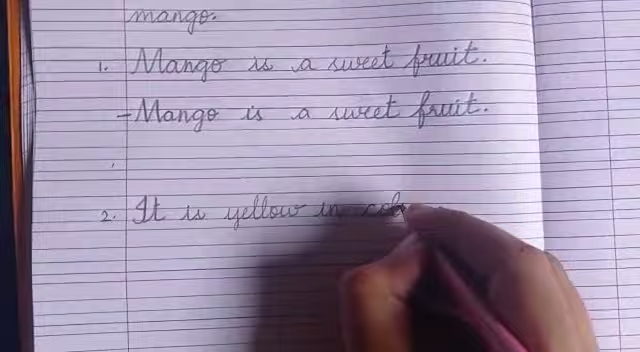 mango.
1. Mango is a sweet fruit.
- Mango is a sweet fruit.
2. It is yellow in